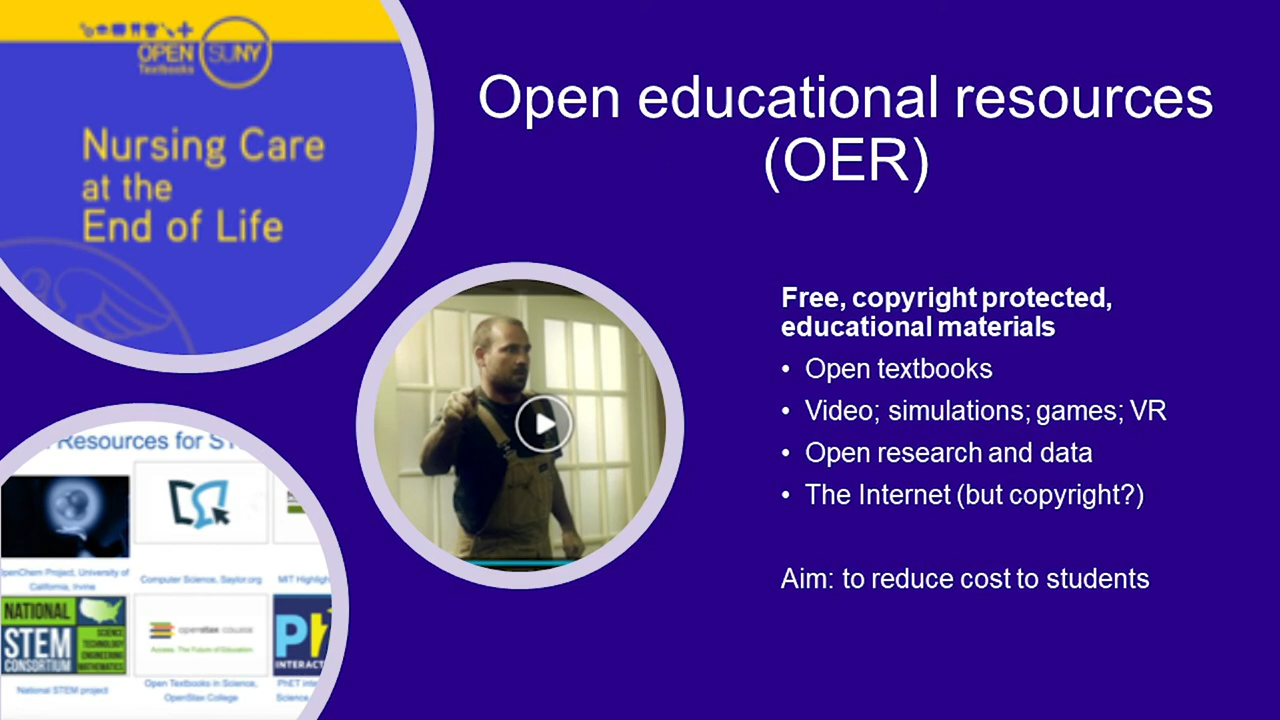 OPEN SUNY
Textbooks
Nursing Care
at the
End of Life
Open educational resources
(OER)
Free, copyright protected,
educational materials
• Open textbooks
• Video; simulations; games; VR
• Open research and data
• The Internet (but copyright?)
Aim: to reduce cost to students
Resources for ST
OpenChem Project, University of
California, Irvine
Computer Science, Saylor.org
MIT Highligh
NATIONAL
STEM
CONSORTIUM
SCIENCE
TECHNOLOGY
ENGINEERING
MATHEMATICS
openstax COLLEGE
Access. The Future of Education.
PhET
INTERACT
National STEM project
Open Textbooks in Science,
OpenStax College
PhET inte
Science,